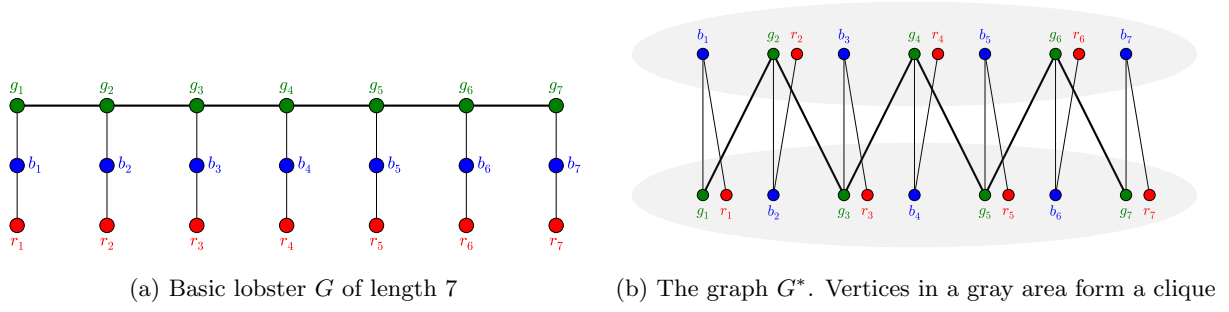 g₁ g₂ g₃ g₄ g₅ g₆ g₇
b₁ b₂ b₃ b₄ b₅ b₆ b₇
r₁ r₂ r₃ r₄ r₅ r₆ r₇
(a) Basic lobster G of length 7
b₁ g₂ r₂ b₃ g₄ r₄ b₅ g₆ r₆ b₇
g₁ r₁ b₂ g₃ r₃ b₄ g₅ r₅ b₆ g₇ r₇
(b) The graph G*. Vertices in a gray area form a clique